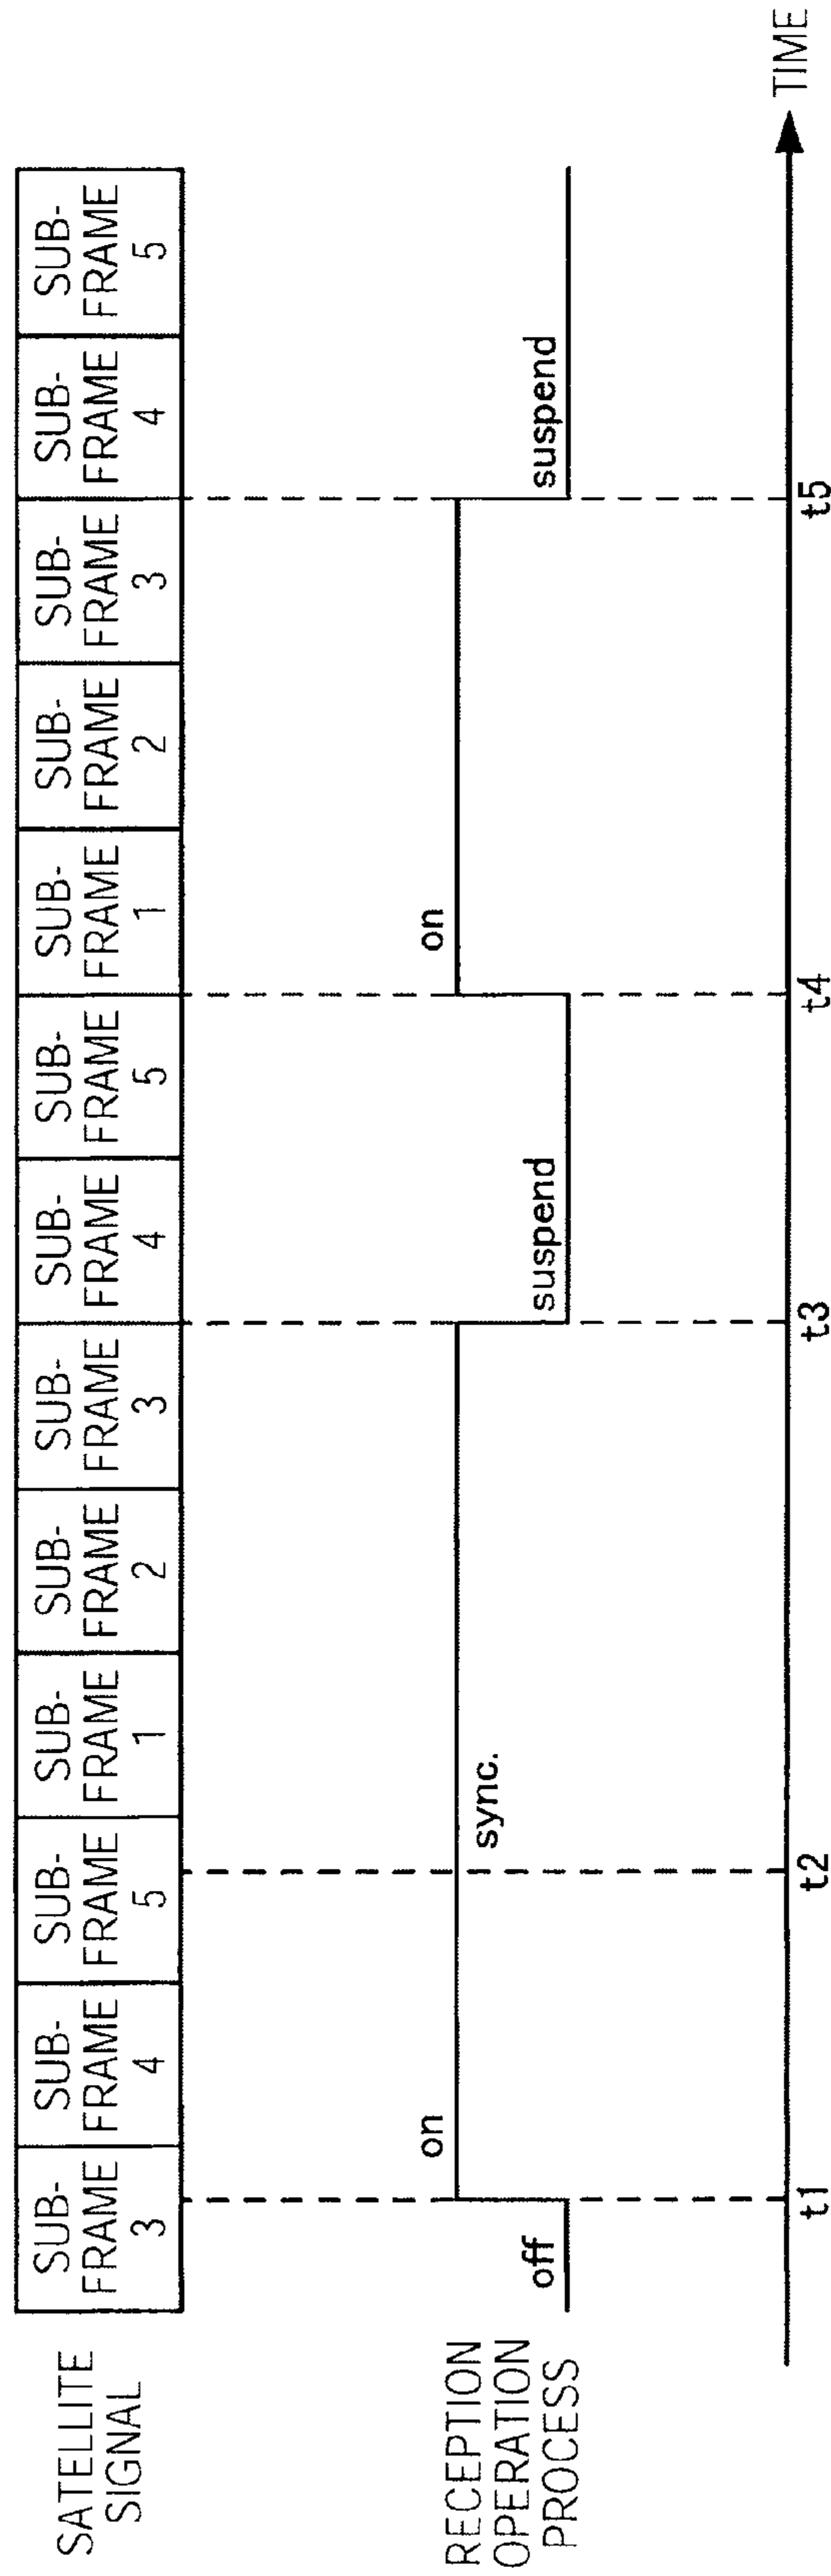 SATELLITE
SIGNAL
SUB-
FRAME
3
SUB-
FRAME
4
SUB-
FRAME
5
SUB-
FRAME
1
SUB-
FRAME
2
SUB-
FRAME
3
SUB-
FRAME
4
SUB-
FRAME
5
SUB-
FRAME
1
SUB-
FRAME
2
SUB-
FRAME
3
SUB-
FRAME
4
SUB-
FRAME
5
RECEPTION
OPERATION
PROCESS
off
on
sync.
suspend
on
suspend
t1
t2
t3
t4
t5
TIME